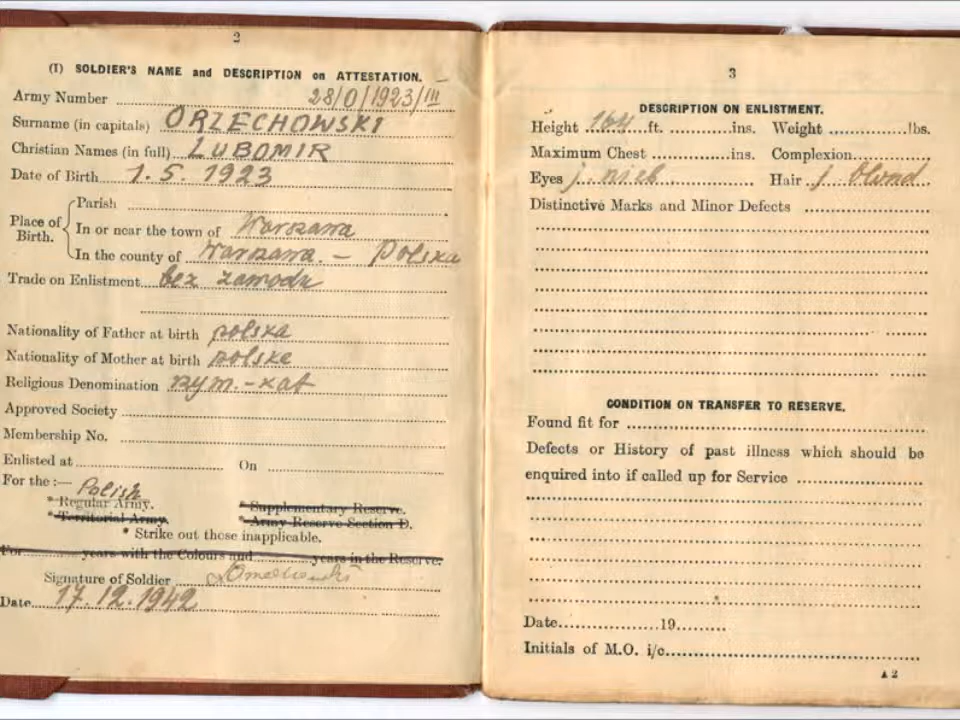 2
(I) SOLDIER'S NAME and DESCRIPTION on ATTESTATION.
Army Number 28/0/1923/III
Surname (in capitals) ORZECHOWSKI
Christian Names (in full) LUBOMIR
Date of Birth 1.5.1923
Place of Birth.
Parish
In or near the town of Warszawa
In the county of Warszawa. – Polska
Trade on Enlistment bez zawodu
Nationality of Father at birth polska
Nationality of Mother at birth polska
Religious Denomination rzym.-kat
Approved Society
Membership No.
Enlisted at On
For the :—
Polish
* Regular Army. * Supplementary Reserve.
* Territorial Army. * Army Reserve Section D.
* Strike out those inapplicable.
For years with the Colours and years in the Reserve.
Signature of Soldier
Date 17.12.1942
3
DESCRIPTION ON ENLISTMENT.
Height 164 ft. ins. Weight lbs.
Maximum Chest ins. Complexion
Eyes j. nieb. Hair j. blond
Distinctive Marks and Minor Defects
CONDITION ON TRANSFER TO RESERVE.
Found fit for
Defects or History of past illness which should be
enquired into if called up for Service
Date 19
Initials of M.O. i/c
A 2